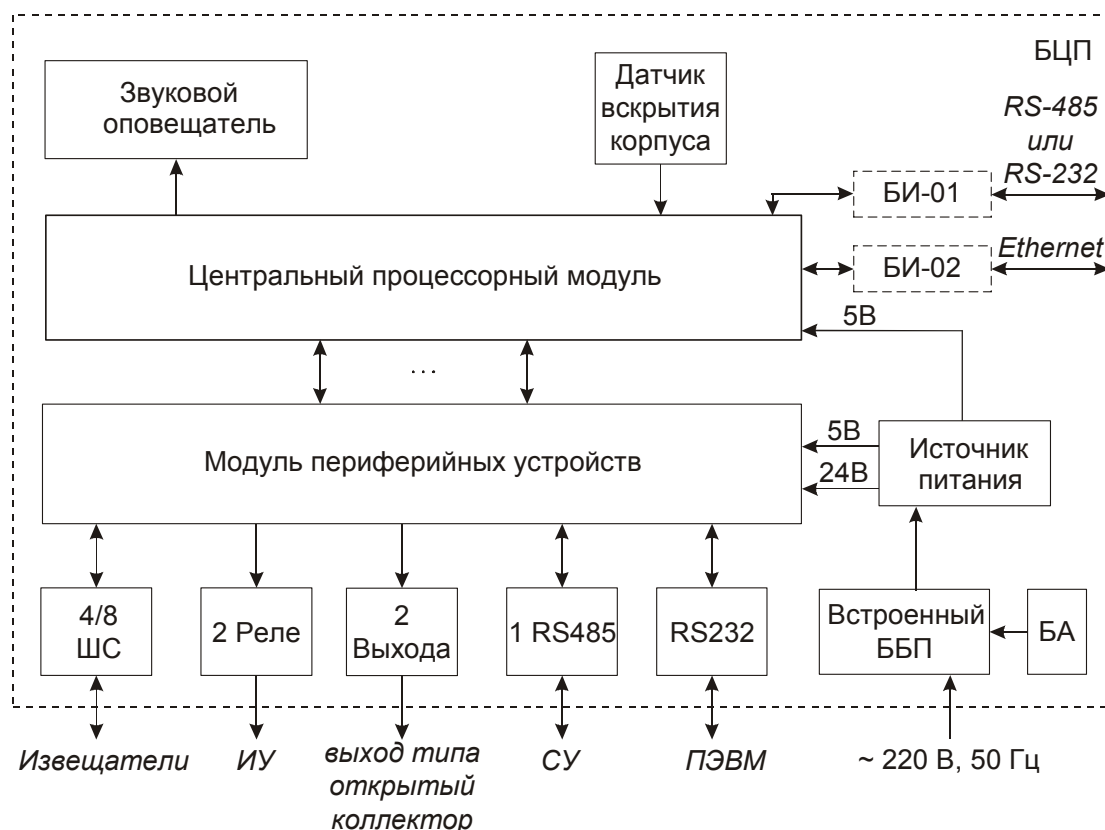 БЦП
Звуковой
оповещатель
Датчик
вскрытия
корпуса
RS-485
или
RS-232
БИ-01
Центральный процессорный модуль
БИ-02
Ethernet
5В
...
Модуль периферийных устройств
5В
24В
Источник
питания
4/8
ШС
2 Реле
2
Выхода
1 RS485
RS232
Встроенный
ББП
БА
Извещатели
ИУ
выход типа
открытый
коллектор
СУ
ПЭВМ
~ 220 В, 50 Гц